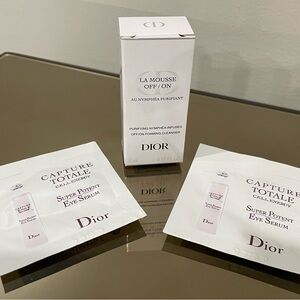 LA MOUSSE
OFF/ON
AU NYMPHÉA PURIFIANT
PURIFYING NYMPHÉA-INFUSED
OFF/ON FOAMING CLEANSER
DIOR
CAPTURE
TOTALE
CELL ENERGY
SUPER POTENT
EYE SERUM
Dior
CAPTURE
TOTALE
CELL ENERGY
SUPER POTENT
EYE SERUM
Dior